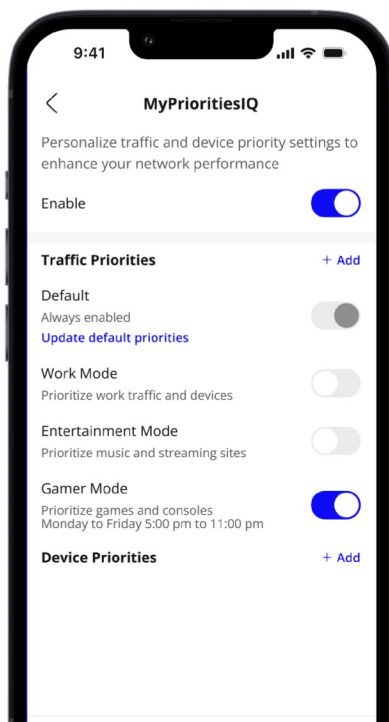 9:41
MyPrioritiesIQ
Personalize traffic and device priority settings to
enhance your network performance
Enable
Traffic Priorities + Add
Default
Always enabled
Update default priorities
Work Mode
Prioritize work traffic and devices
Entertainment Mode
Prioritize music and streaming sites
Gamer Mode
Prioritize games and consoles
Monday to Friday 5:00 pm to 11:00 pm
Device Priorities + Add